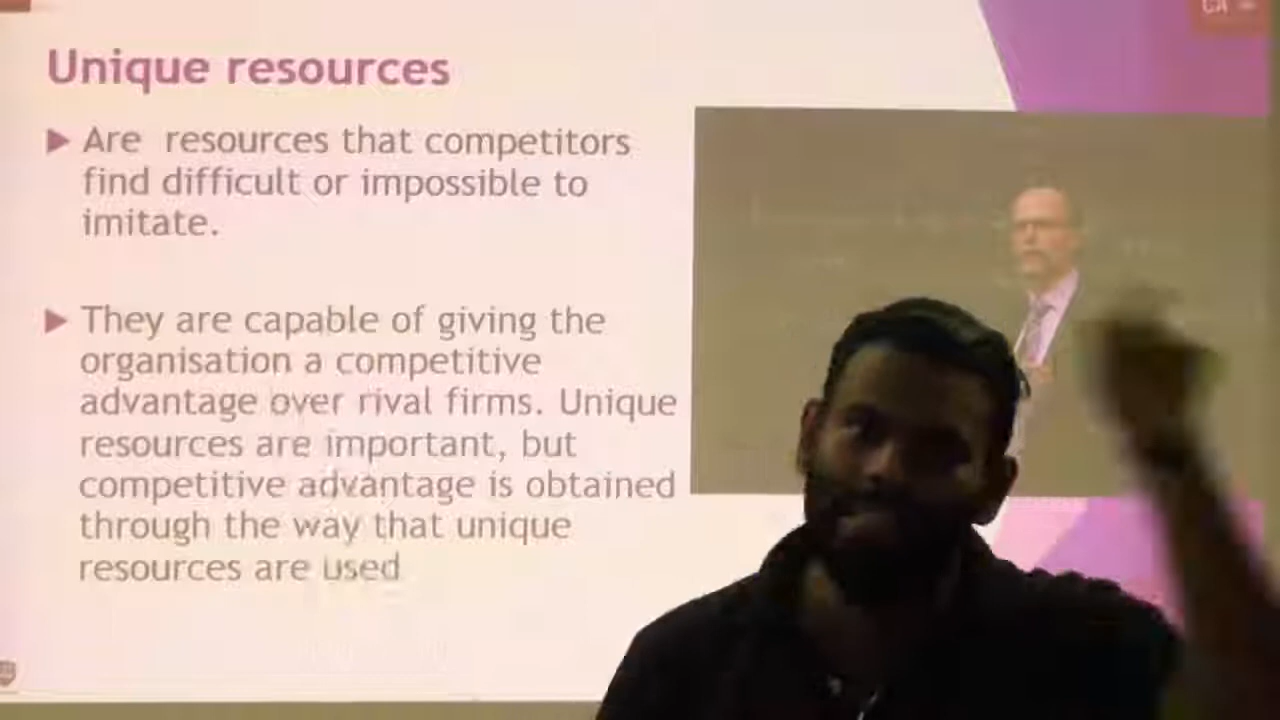 Unique resources
Are resources that competitors
find difficult or impossible to
imitate.
They are capable of giving the
organisation a competitive
advantage over rival firms. Unique
resources are important, but
competitive advantage is obtained
through the way that unique
resources are used